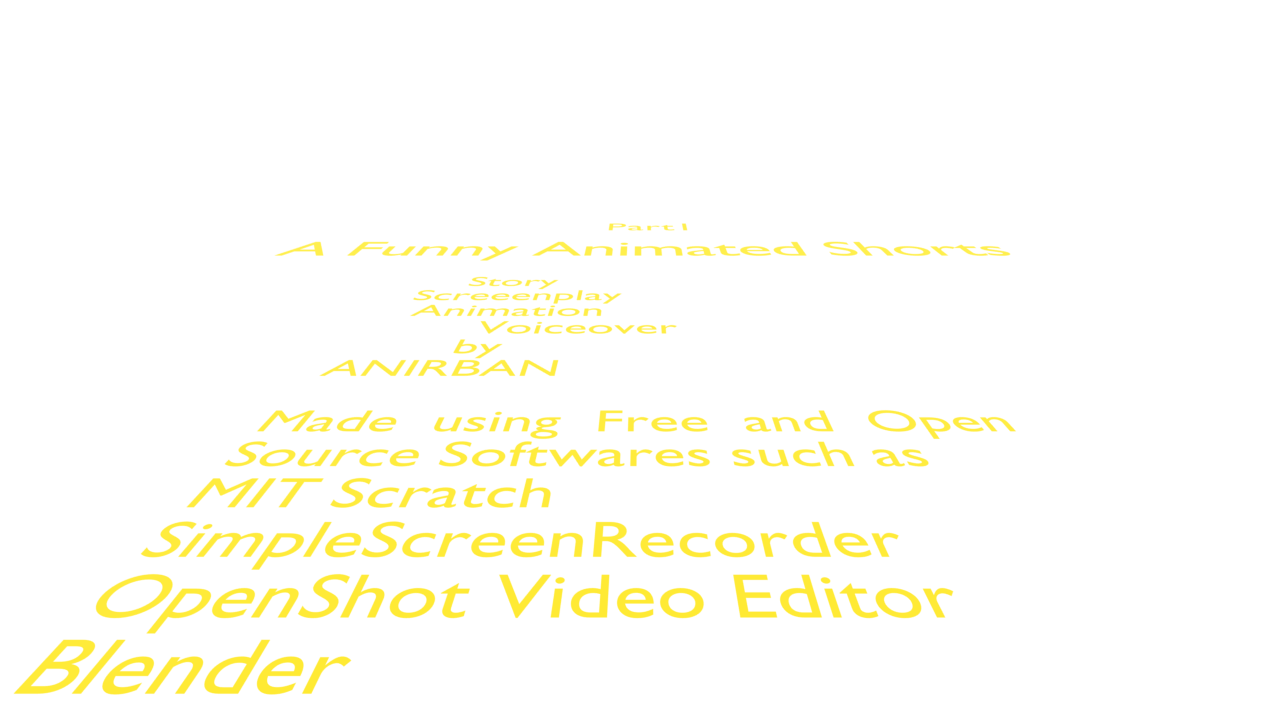 Part I
A Funny Animated Shorts
Story
Screeenplay
Animation
Voiceover
by
ANIRBAN
Made using Free and Open
Source Softwares such as
MIT Scratch
SimpleScreenRecorder
OpenShot Video Editor
Blender